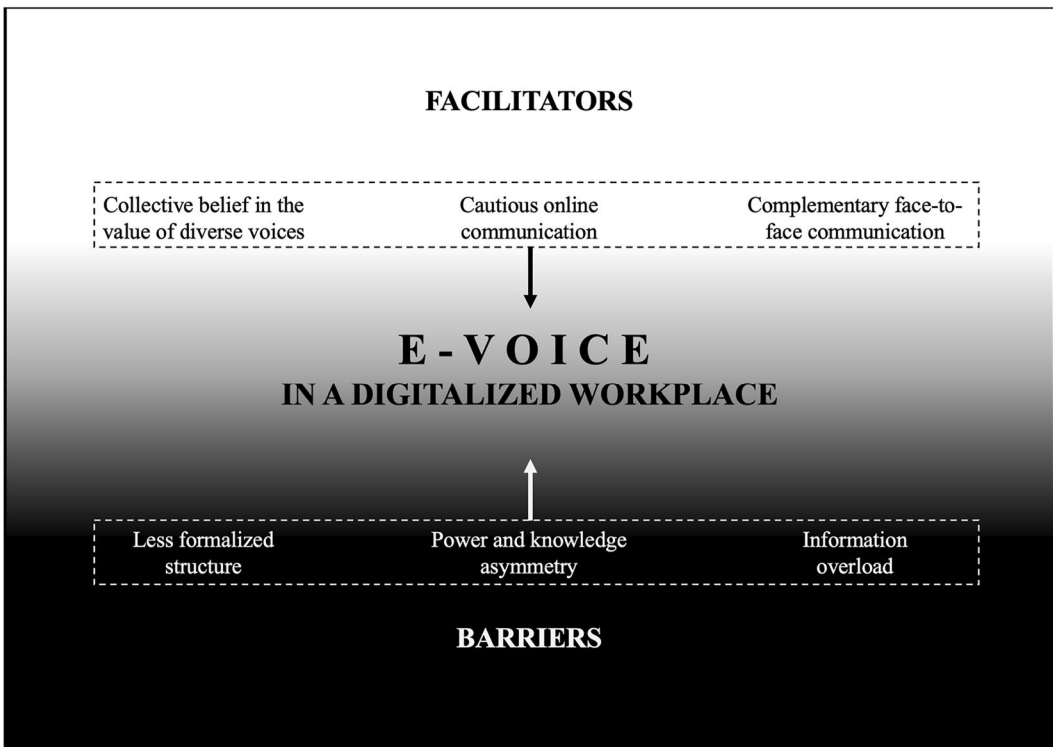 FACILITATORS
Collective belief in the
value of diverse voices
Cautious online
communication
Complementary face-to-
face communication
E - V O I C E
IN A DIGITALIZED WORKPLACE
Less formalized
structure
Power and knowledge
asymmetry
Information
overload
BARRIERS